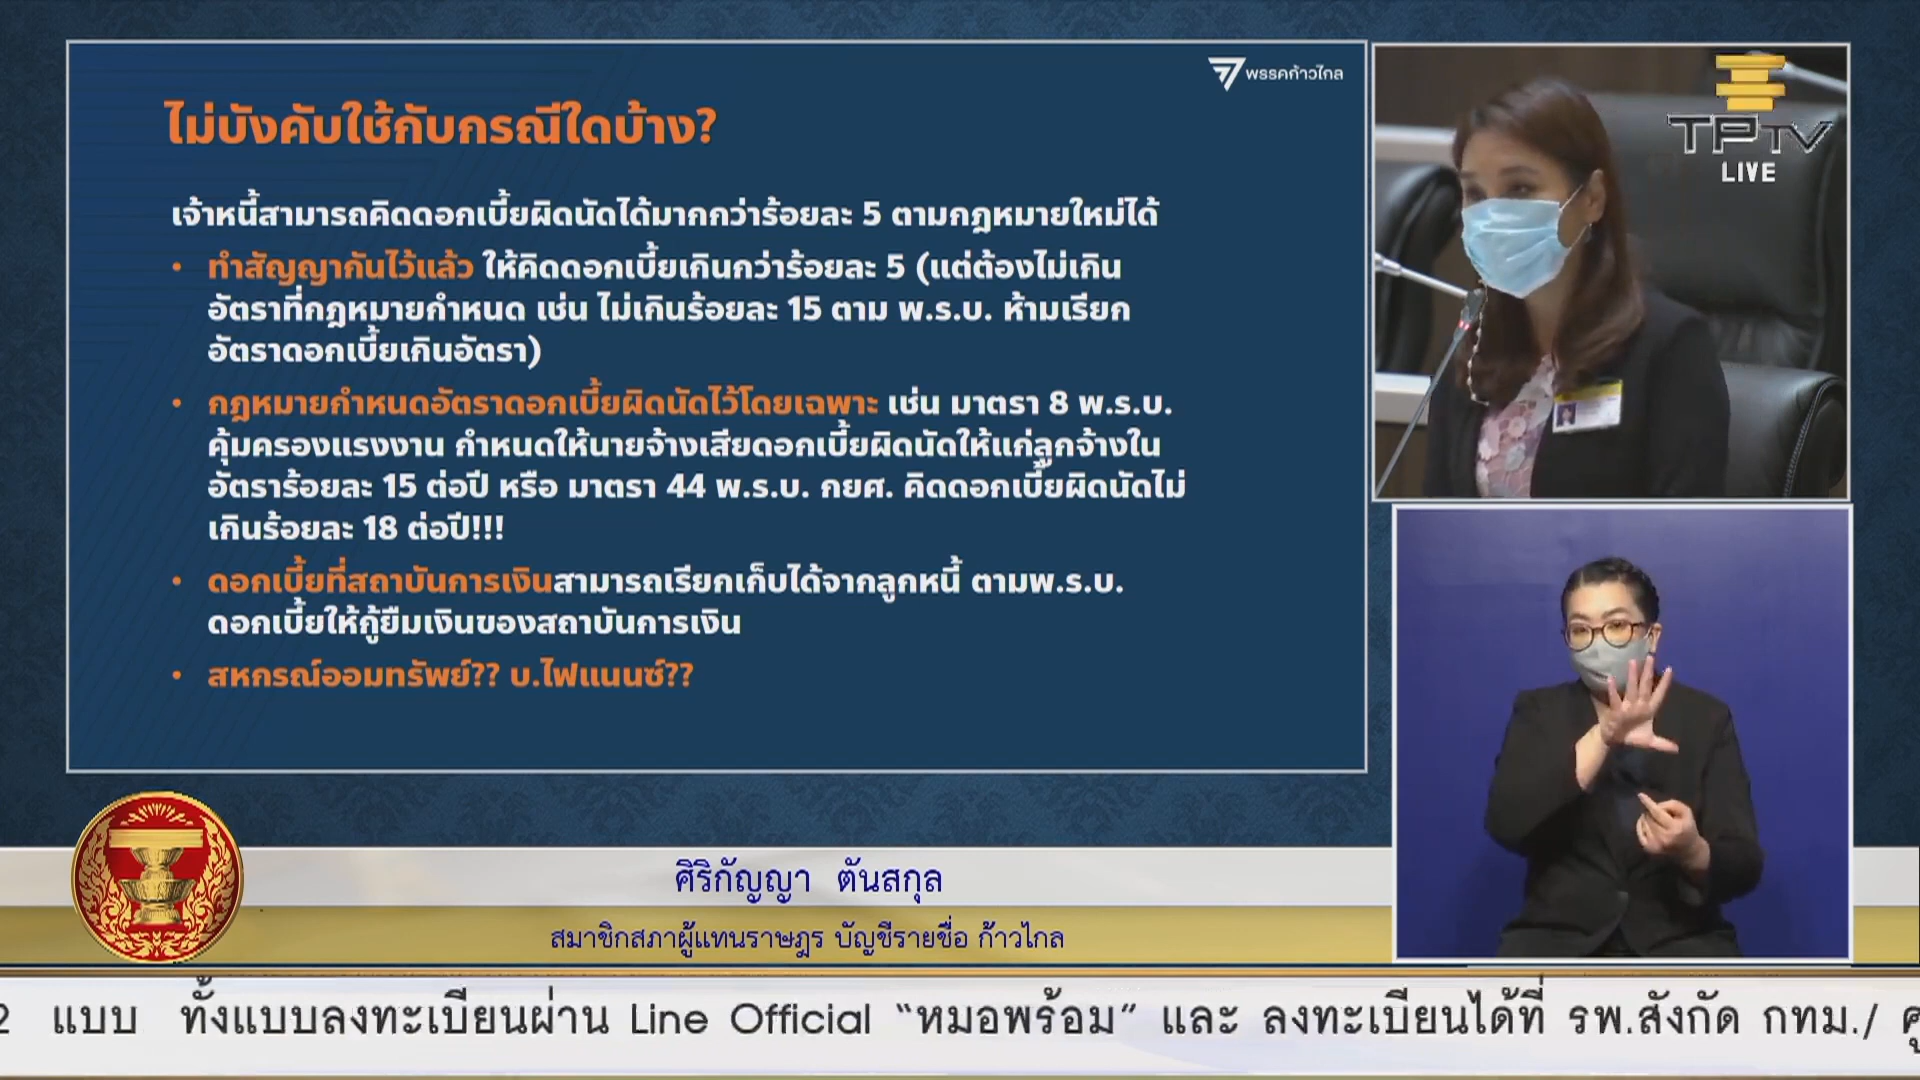 พรรคก้าวไกล
ไม่บังคับใช้กับกรณีใดบ้าง?
เจ้าหนี้สามารถคิดดอกเบี้ยผิดนัดได้มากกว่าร้อยละ 5 ตามกฎหมายใหม่ได้
• ทำสัญญากันไว้แล้ว ให้คิดดอกเบี้ยเกินกว่าร้อยละ 5 (แต่ต้องไม่เกิน
อัตราที่กฎหมายกำหนด เช่น ไม่เกินร้อยละ 15 ตาม พ.ร.บ. ห้ามเรียก
อัตราดอกเบี้ยเกินอัตรา)
• กฎหมายกำหนดอัตราดอกเบี้ยผิดนัดไว้โดยเฉพาะ เช่น มาตรา 8 พ.ร.บ.
คุ้มครองแรงงาน กำหนดให้นายจ้างเสียดอกเบี้ยผิดนัดให้แก่ลูกจ้างใน
อัตราร้อยละ 15 ต่อปี หรือ มาตรา 44 พ.ร.บ. กยศ. คิดดอกเบี้ยผิดนัดไม่
เกินร้อยละ 18 ต่อปี!!!
• ดอกเบี้ยที่สถาบันการเงินสามารถเรียกเก็บได้จากลูกหนี้ ตามพ.ร.บ.
ดอกเบี้ยให้กู้ยืมเงินของสถาบันการเงิน
• สหกรณ์ออมทรัพย์?? บ.ไฟแนนซ์??
TPTV
LIVE
ศิริกัญญา ตันสกุล
สมาชิกสภาผู้แทนราษฎร บัญชีรายชื่อ ก้าวไกล
2 แบบ ทั้งแบบลงทะเบียนผ่าน Line Official “หมอพร้อม” และ ลงทะเบียนได้ที่ รพ.สังกัด กทม./